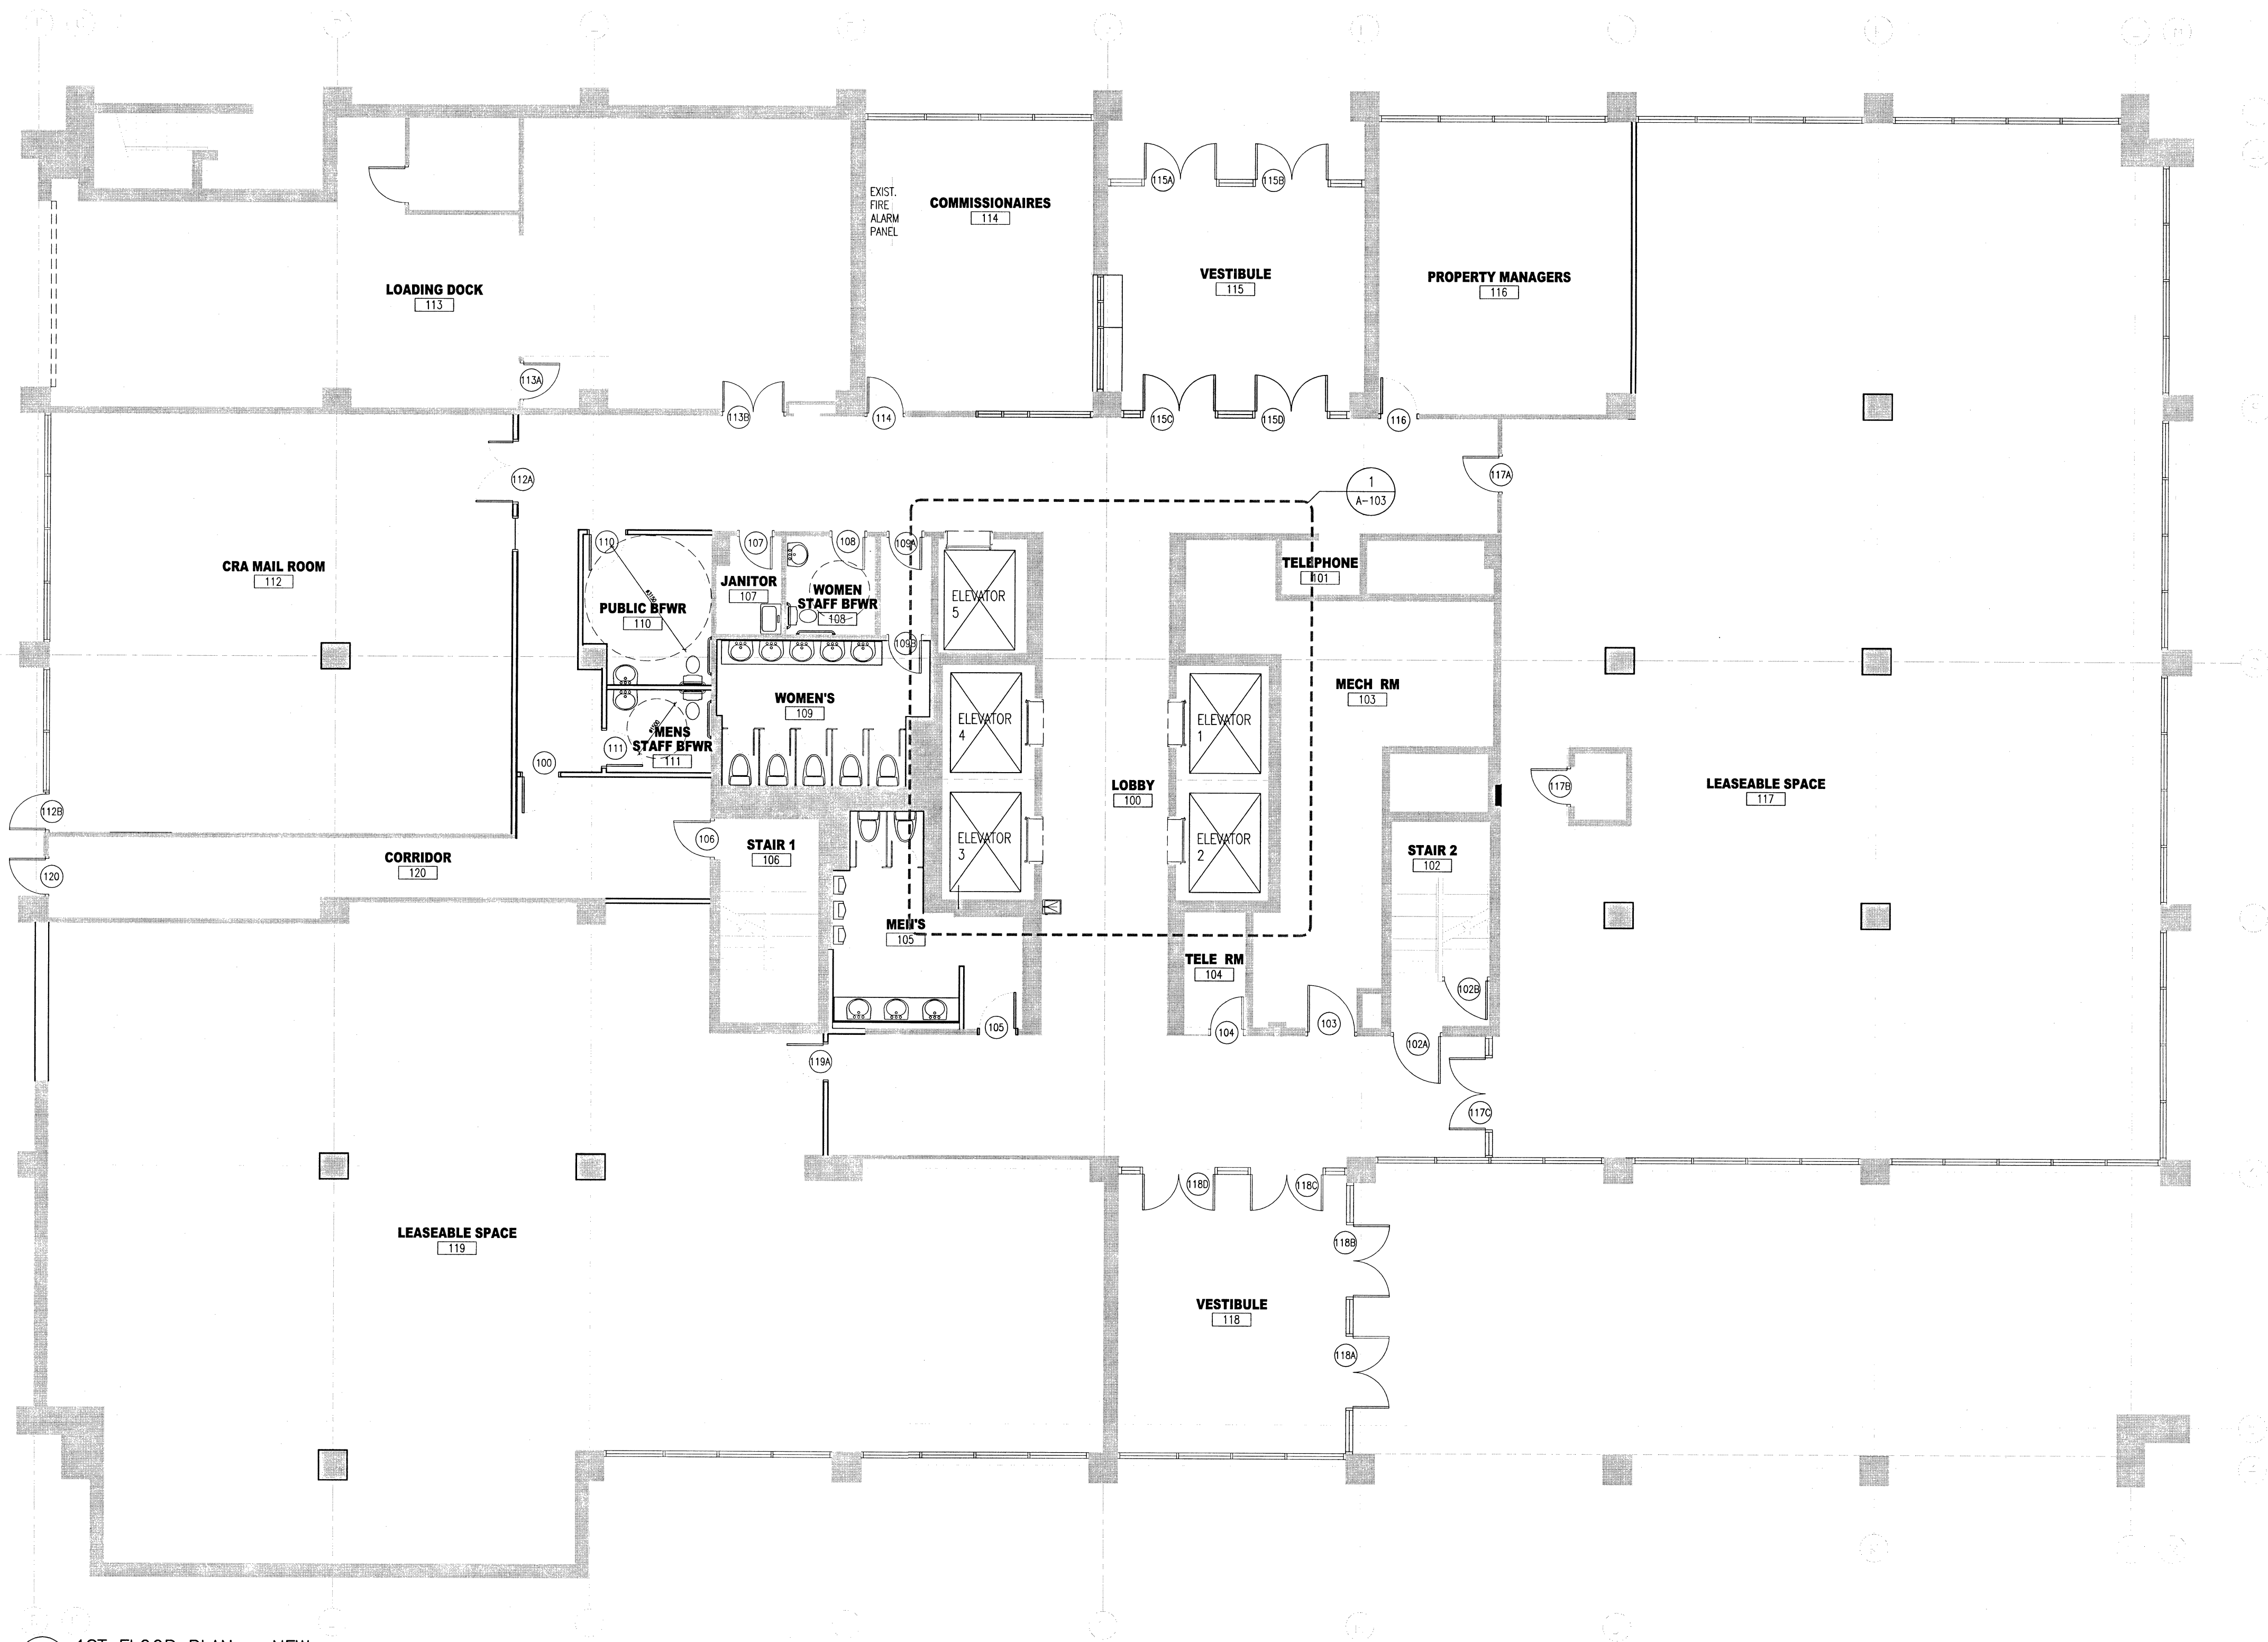 115A
115B
EXIST.
FIRE
ALARM
PANEL
COMMISSIONAIRES
114
VESTIBULE
115
PROPERTY MANAGERS
116
LOADING DOCK
113
113A
113B
114
115C
115D
116
112A
117A
1
A-103
110
107
108
109A
CRA MAIL ROOM
112
TELEPHONE
101
JANITOR
107
WOMEN
STAFF BFWR
108
ELEVATOR
5
PUBLIC BFWR
110
109B
WOMEN'S
109
MECH RM
103
ELEVATOR
4
ELEVATOR
1
MENS
STAFF BFWR
111
111
100
LOBBY
100
LEASEABLE SPACE
117
117B
112B
106
STAIR 1
106
ELEVATOR
3
ELEVATOR
2
STAIR 2
102
CORRIDOR
120
120
MEN'S
105
TELE RM
104
102B
105
104
103
102A
119A
117C
118D
118C
LEASEABLE SPACE
119
118B
VESTIBULE
118
118A
1ST FLOOR PLAN - NEW